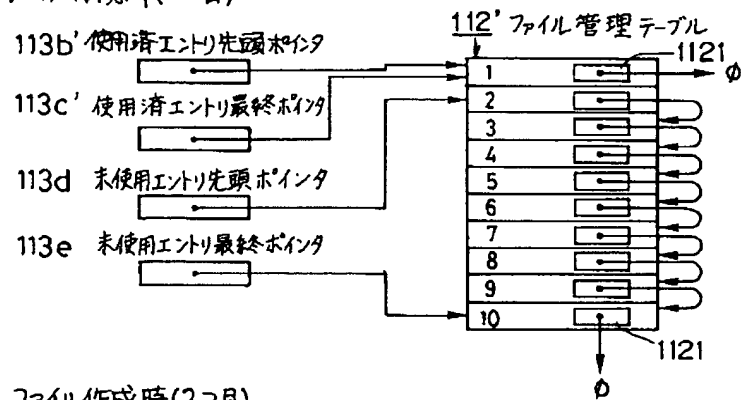 112' ファイル管理テーブル
113b' 使用済エントリ先頭ポインタ
1121
1
φ
2
113c' 使用済エントリ最終ポインタ
3
4
113d 未使用エントリ先頭ポインタ
5
6
113e 未使用エントリ最終ポインタ
7
8
9
10
1121
φ
ファイル作成時(2つ目)